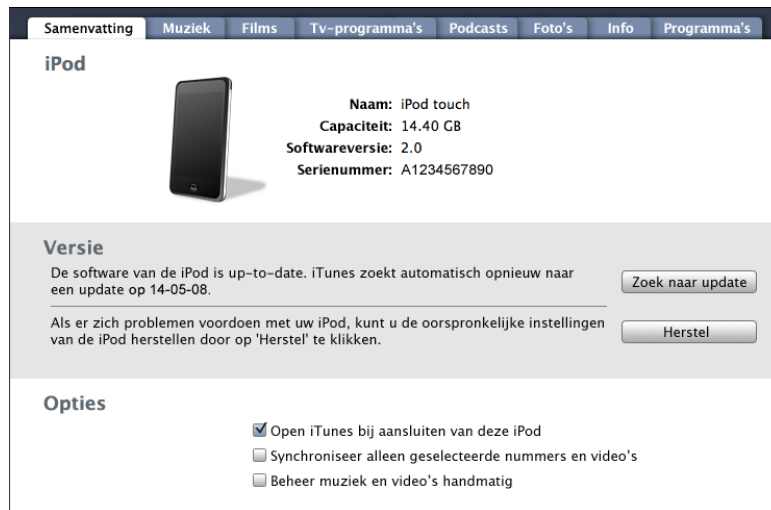 Samenvatting Muziek Films Tv-programma's Podcasts Foto's Info Programma's
iPod
Naam: iPod touch
Capaciteit: 14.40 GB
Softwareversie: 2.0
Serienummer: A1234567890
Versie
De software van de iPod is up-to-date. iTunes zoekt automatisch opnieuw naar
een update op 14-05-08.
Zoek naar update
Als er zich problemen voordoen met uw iPod, kunt u de oorspronkelijke instellingen
van de iPod herstellen door op 'Herstel' te klikken.
Herstel
Opties
Open iTunes bij aansluiten van deze iPod
Synchroniseer alleen geselecteerde nummers en video's
Beheer muziek en video's handmatig